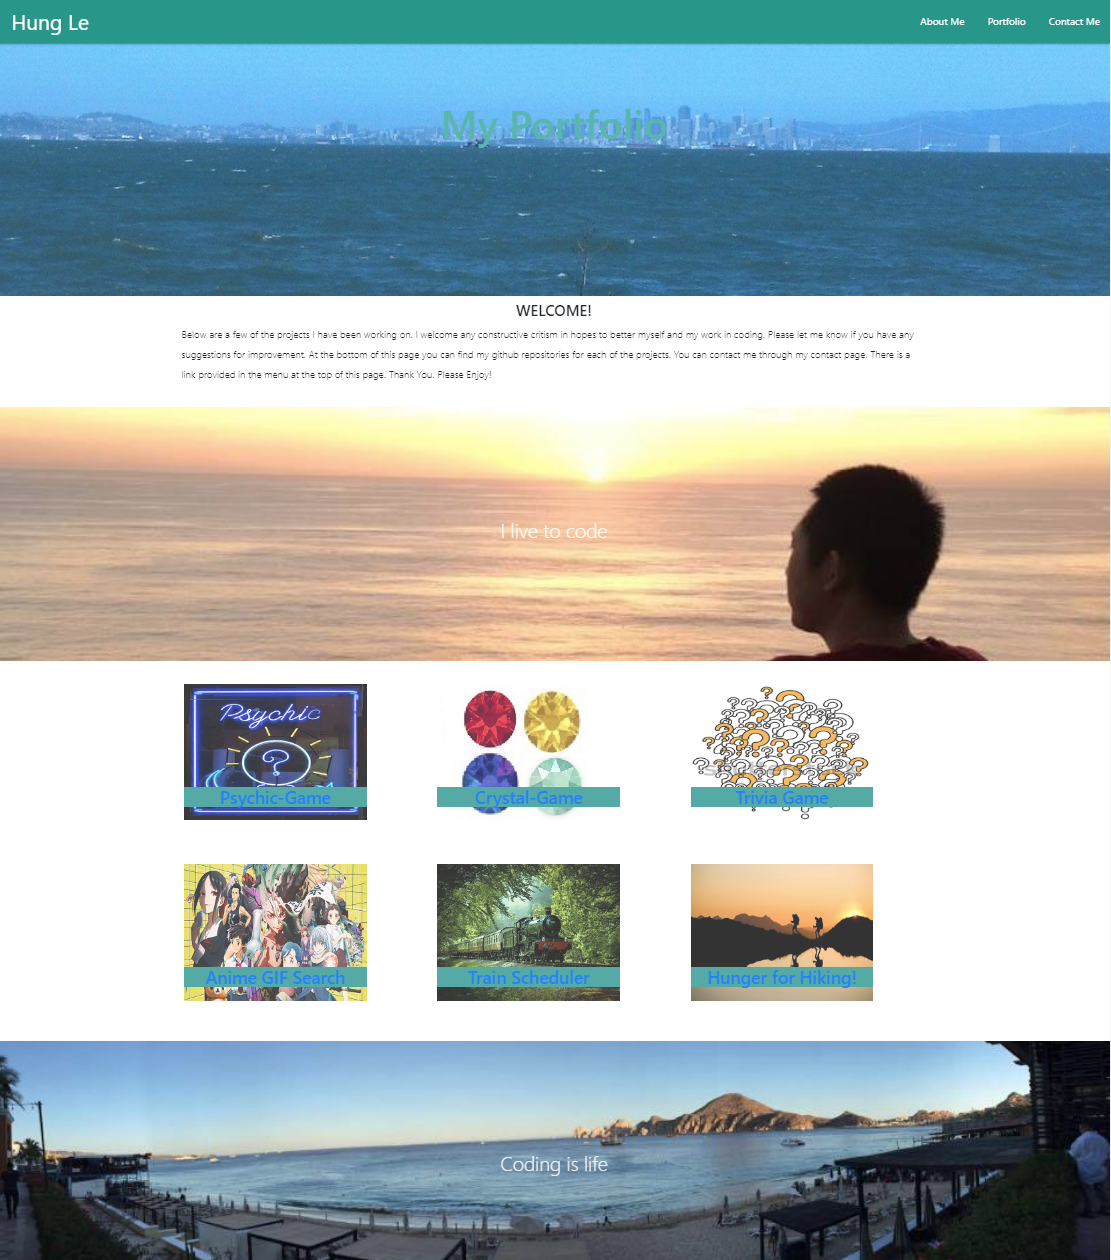 Hung Le
About Me Portfolio Contact Me
My Portfolio
WELCOME!
Below are a few of the projects I have been working on. I welcome any constructive critism in hopes to better myself and my work in coding. Please let me know if you have any
suggestions for improvement. At the bottom of this page you can find my github repositories for each of the projects. You can contact me through my contact page. There is a
link provided in the menu at the top of this page. Thank You. Please Enjoy!
I live to code
Psychic
?
Psychic-Game
Crystal-Game
Trivia Game
Anime GIF Search
Train Scheduler
Hunger for Hiking!
Coding is life